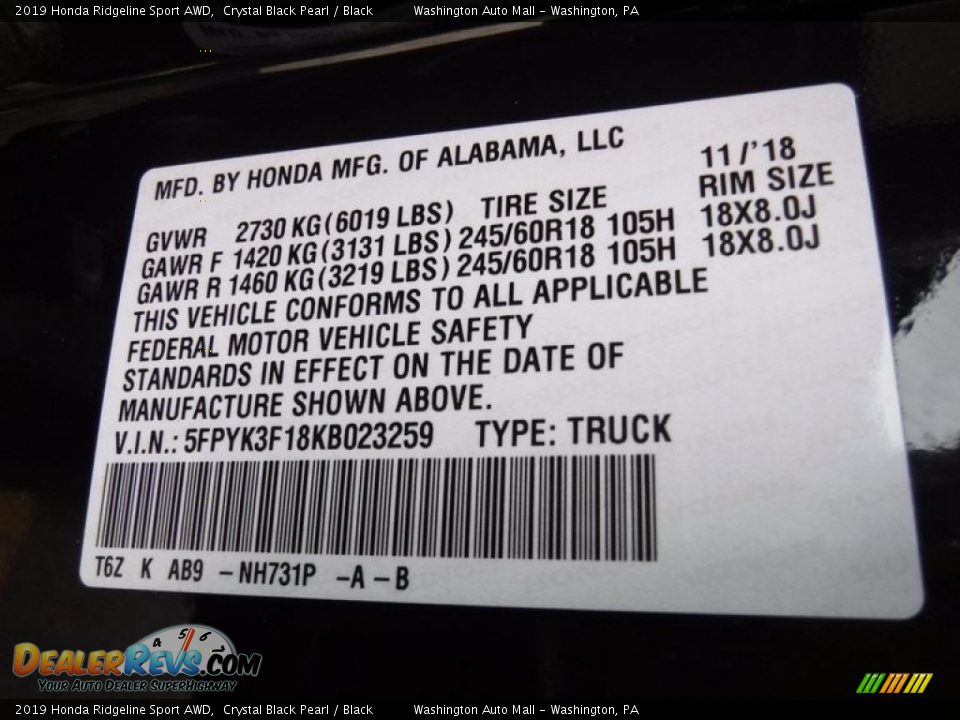 2019 Honda Ridgeline Sport AWD, Crystal Black Pearl / Black Washington Auto Mall - Washington, PA
MFD. BY HONDA MFG. OF ALABAMA, LLC 11/'18
GVWR 2730 KG(6019 LBS) TIRE SIZE RIM SIZE
GAWR F 1420 KG(3131 LBS) 245/60R18 105H 18X8.0J
GAWR R 1460 KG(3219 LBS) 245/60R18 105H 18X8.0J
THIS VEHICLE CONFORMS TO ALL APPLICABLE
FEDERAL MOTOR VEHICLE SAFETY
STANDARDS IN EFFECT ON THE DATE OF
MANUFACTURE SHOWN ABOVE.
V.I.N.: 5FPYK3F18KB023259 TYPE: TRUCK
T6Z K AB9 -NH731P -A-B
4 5 6
DEALERREVS.COM
YOUR AUTO DEALER SUPERHIGHWAY
2019 Honda Ridgeline Sport AWD, Crystal Black Pearl / Black Washington Auto Mall - Washington, PA